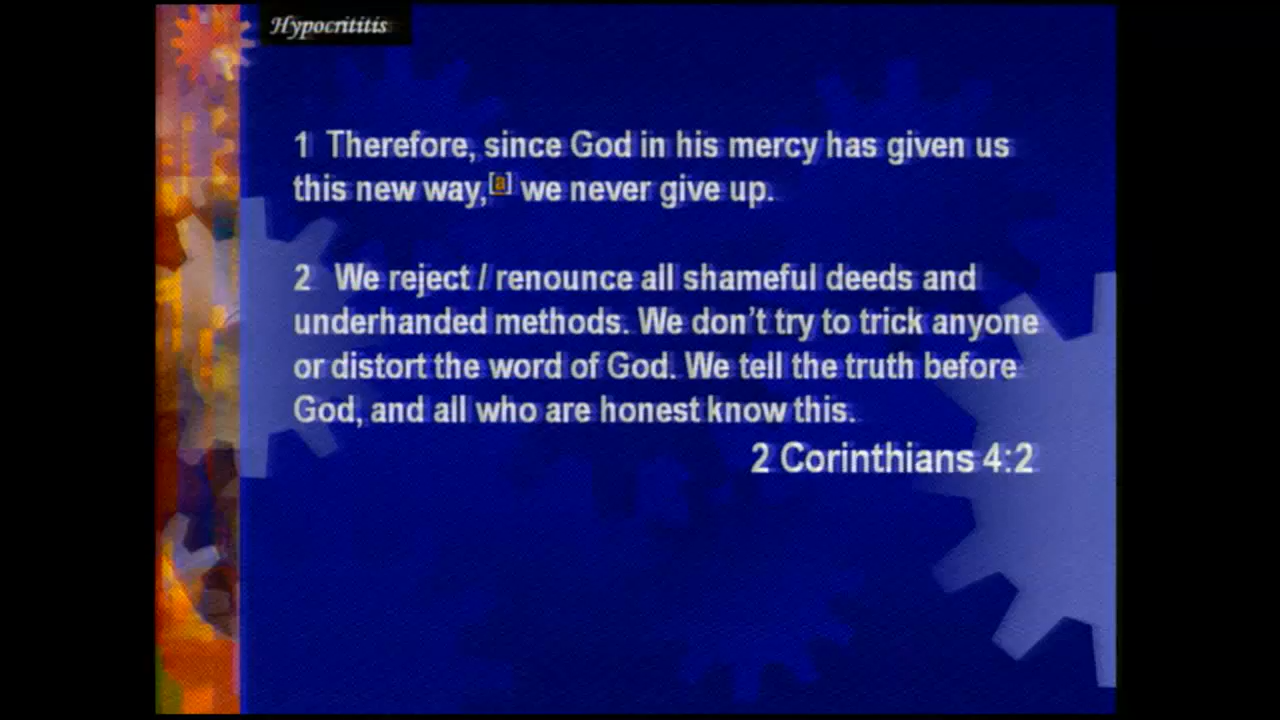 Hypocrititis
1 Therefore, since God in his mercy has given us
this new way,[a] we never give up.
2 We reject / renounce all shameful deeds and
underhanded methods. We don't try to trick anyone
or distort the word of God. We tell the truth before
God, and all who are honest know this.
2 Corinthians 4:2